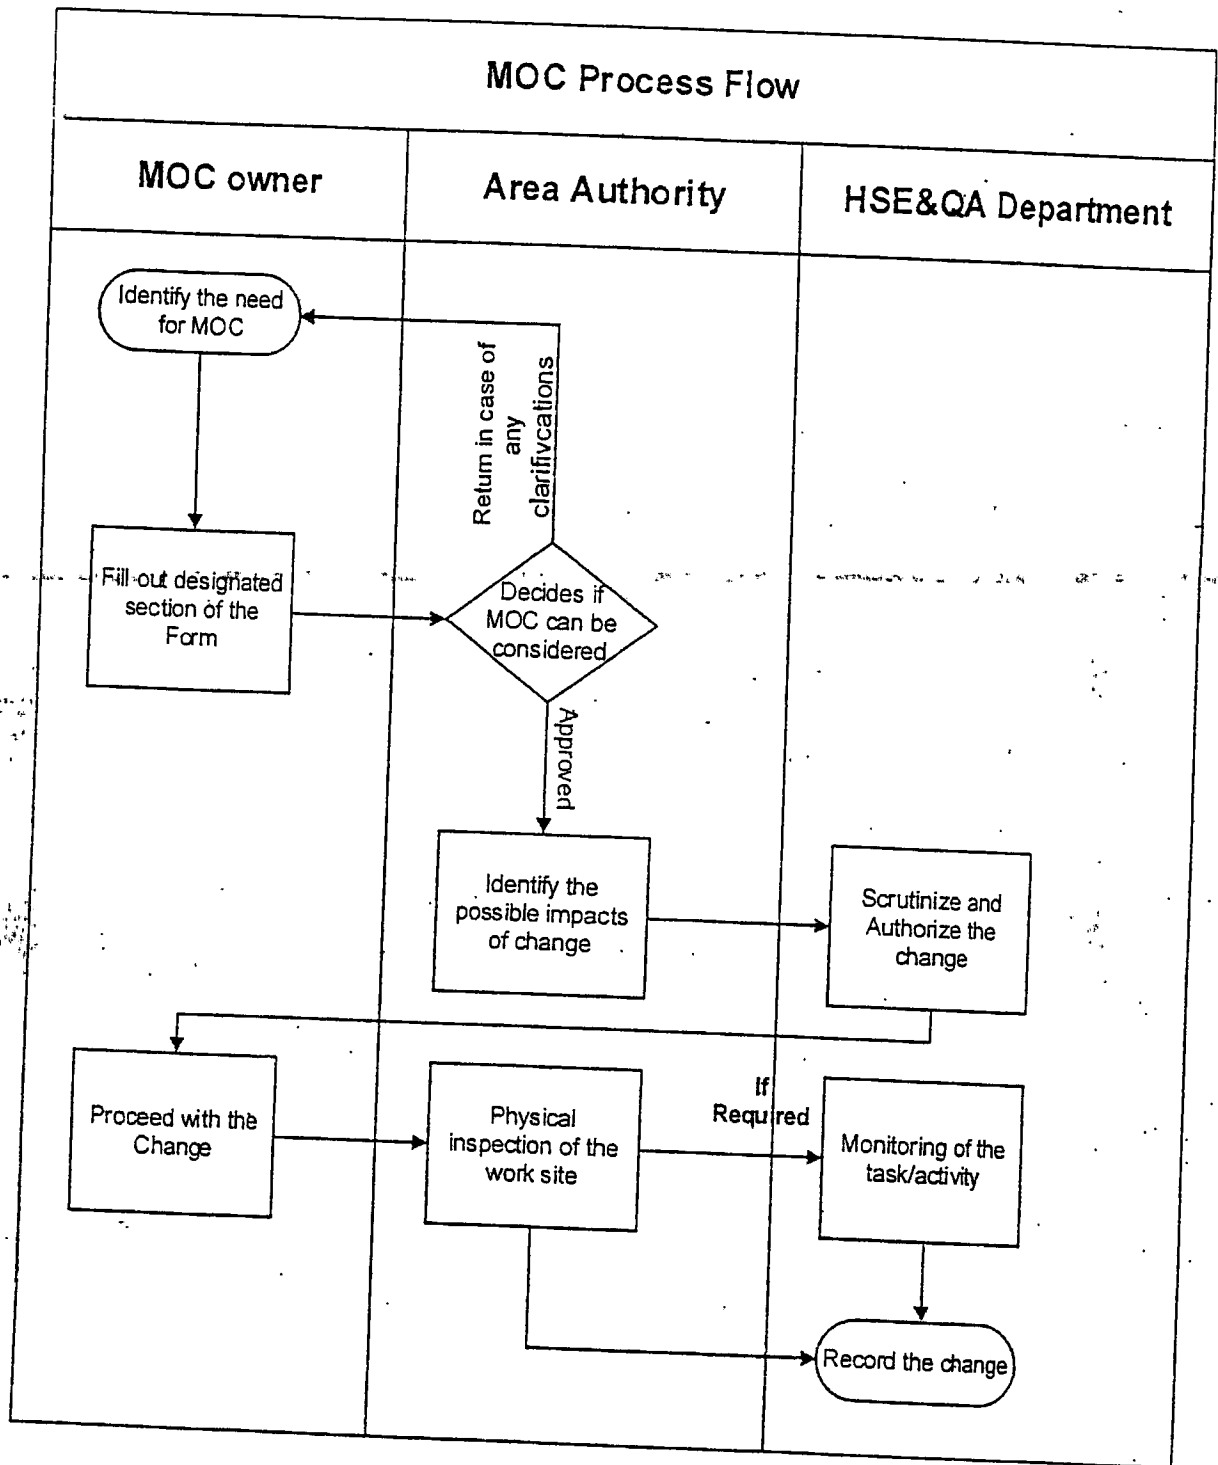 MOC Process Flow
MOC owner
Area Authority
HSE&QA Department
Identify the need
for MOC
Return in case of
any
clarifivcations
Fill out designated
section of the
Form
Decides if
MOC can be
considered
Approved
Identify the
possible impacts
of change
Scrutinize and
Authorize the
change
Proceed with the
Change
Physical
inspection of the
work site
If
Required
Monitoring of the
task/activity
Record the change